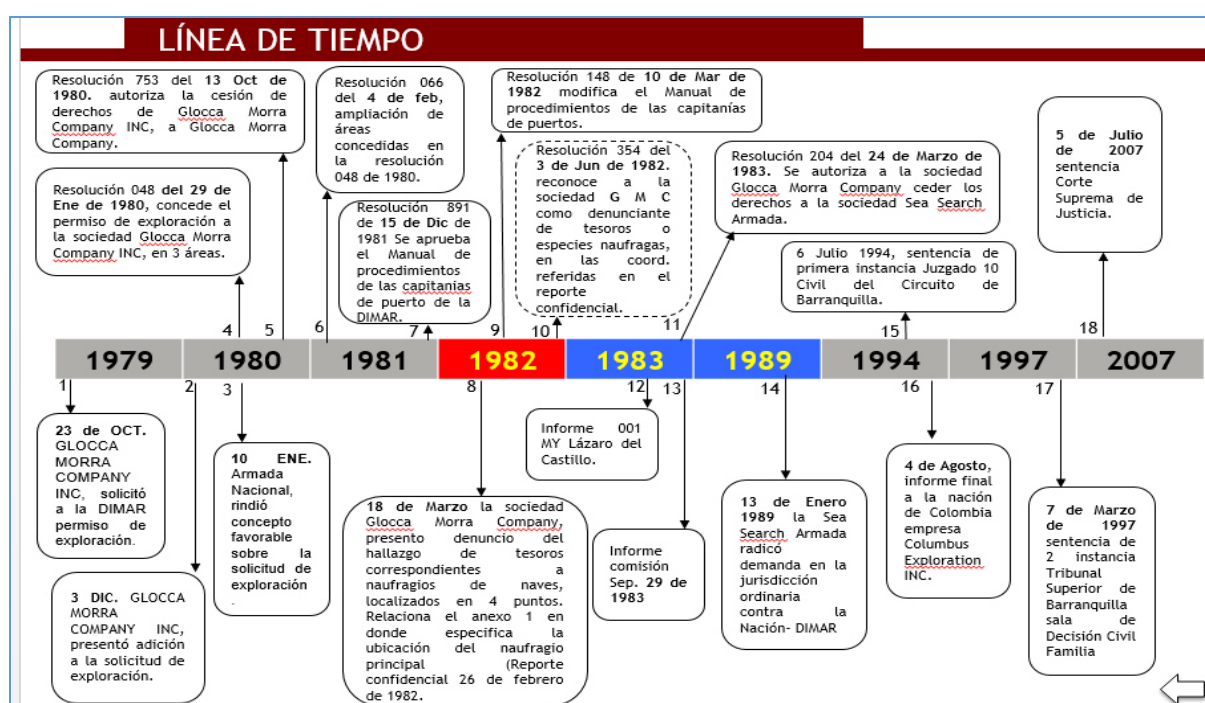 LÍNEA DE TIEMPO
Resolución 753 del 13 Oct de
1980. autoriza la cesión de
derechos de Glocca Morra
Company INC, a Glocca Morra
Company.
Resolución 048 del 29 de
Ene de 1980, concede el
permiso de exploración a
la sociedad Glocca Morra
Company INC, en 3 áreas.
Resolución 066
del 4 de feb,
ampliación de
áreas
concedidas en
la resolución
048 de 1980.
Resolución 891
de 15 de Dic de
1981 Se aprueba
el Manual de
procedimientos
de las capitanias
de puerto de la
DIMAR.
Resolución 148 de 10 de Mar de
1982 modifica el Manual de
procedimientos de las capitanías
de puertos.
Resolución 354 del
3 de Jun de 1982.
reconoce a la
sociedad G M C
como denunciante
de tesoros o
especies naufragas,
en las coord.
referidas en el
reporte
confidencial.
Resolución 204 del 24 de Marzo de
1983. Se autoriza a la sociedad
Glocca Morra Company ceder los
derechos a la sociedad Sea Search
Armada.
6 Julio 1994, sentencia de
primera instancia Juzgado 10
Civil del Circuito de
Barranquilla.
5 de Julio
de 2007
sentencia
Corte
Suprema de
Justicia.
4 5 6 7 9 10 11 15 18
1979 1980 1981 1982 1983 1989 1994 1997 2007
1 2 3 8 12 13 14 16 17
23 de OCT.
GLOCCA
MORRA
COMPANY
INC, solicitó
a la DIMAR
permiso de
exploración.
3 DIC. GLOCCA
MORRA
COMPANY INC,
presentó adición
a la solicitud de
exploración.
10 ENE.
Armada
Nacional,
rindió
concepto
favorable
sobre la
solicitud de
exploración
.
18 de Marzo la sociedad
Glocca Morra Company,
presento denuncio del
hallazgo de tesoros
correspondientes a
naufragios de naves,
localizados en 4 puntos.
Relaciona el anexo 1 en
donde especifica la
ubicación del naufragio
principal (Reporte
confidencial 26 de febrero
de 1982.
Informe 001
MY Lázaro del
Castillo.
Informe
comisión
Sep. 29 de
1983
13 de Enero
1989 la Sea
Search Armada
radicó
demanda en la
jurisdicción
ordinaria
contra la
Nación- DIMAR
4 de Agosto,
informe final
a la nación
de Colombia
empresa
Columbus
Exploration
INC.
7 de Marzo
de 1997
sentencia de
2 instancia
Tribunal
Superior de
Barranquilla
sala de
Decisión Civil
Familia